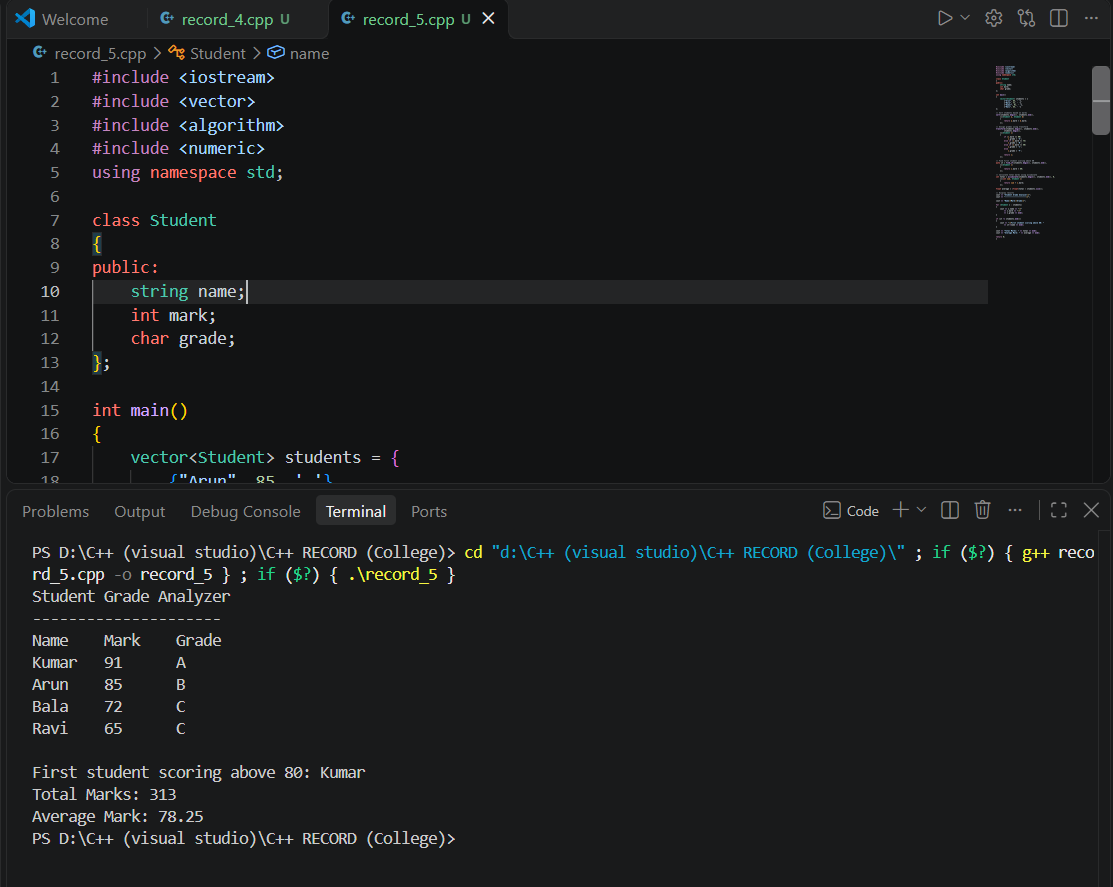 Welcome record_4.cpp U record_5.cpp U
record_5.cpp > Student > name
1 #include <iostream>
2 #include <vector>
3 #include <algorithm>
4 #include <numeric>
5 using namespace std;
6
7 class Student
8 {
9 public:
10 string name;
11 int mark;
12 char grade;
13 };
14
15 int main()
16 {
17 vector<Student> students = {
18 {"Arun", 85, ' '}
Problems Output Debug Console Terminal Ports Code
PS D:\C++ (visual studio)\C++ RECORD (College)> cd "d:\C++ (visual studio)\C++ RECORD (College)\" ; if ($?) { g++ reco
rd_5.cpp -o record_5 } ; if ($?) { .\record_5 }
Student Grade Analyzer
---------------------
Name Mark Grade
Kumar 91 A
Arun 85 B
Bala 72 C
Ravi 65 C
First student scoring above 80: Kumar
Total Marks: 313
Average Mark: 78.25
PS D:\C++ (visual studio)\C++ RECORD (College)>